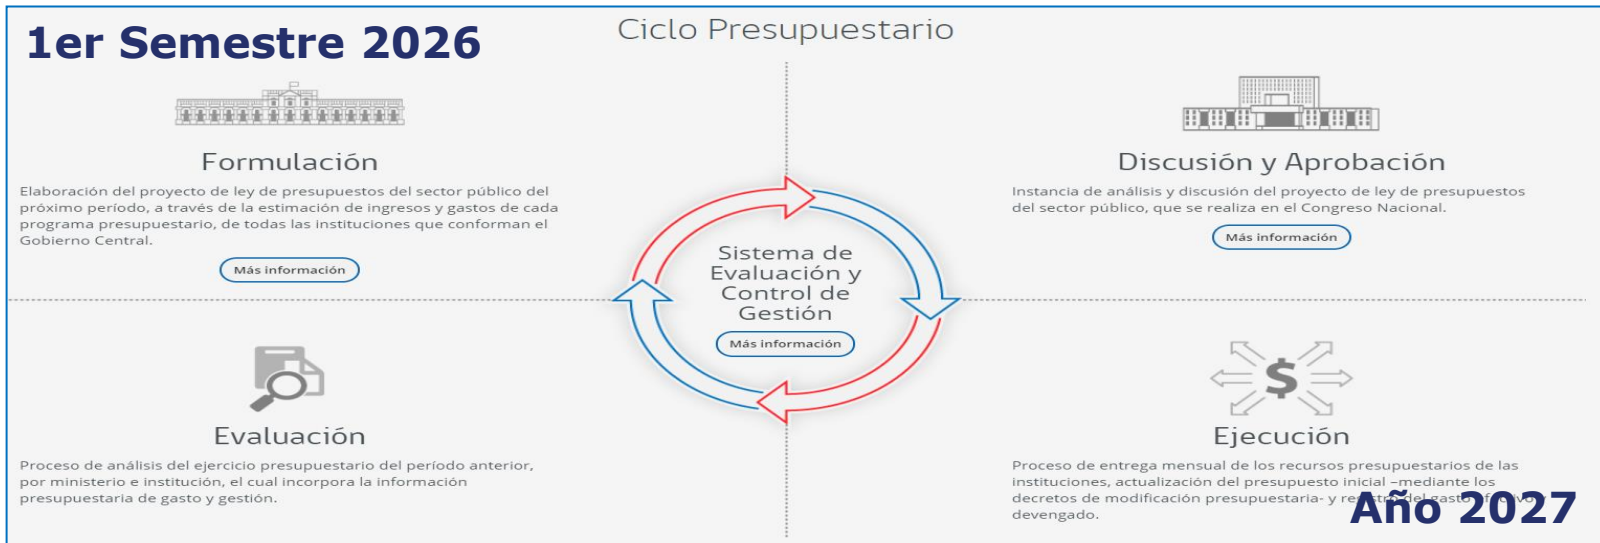 1er Semestre 2026
Ciclo Presupuestario
Formulación
Elaboración del proyecto de ley de presupuestos del sector público del
próximo período, a través de la estimación de ingresos y gastos de cada
programa presupuestario, de todas las instituciones que conforman el
Gobierno Central.
Más información
Discusión y Aprobación
Instancia de análisis y discusión del proyecto de ley de presupuestos
del sector público, que se realiza en el Congreso Nacional.
Más información
Sistema de
Evaluación y
Control de
Gestión
Más información
Evaluación
Proceso de análisis del ejercicio presupuestario del período anterior,
por ministerio e institución, el cual incorpora la información
presupuestaria de gasto y gestión.
$
Ejecución
Proceso de entrega mensual de los recursos presupuestarios de las
instituciones, actualización del presupuesto inicial –mediante los
decretos de modificación presupuestaria- y registro del gasto efectivo y
devengado.
Año 2027